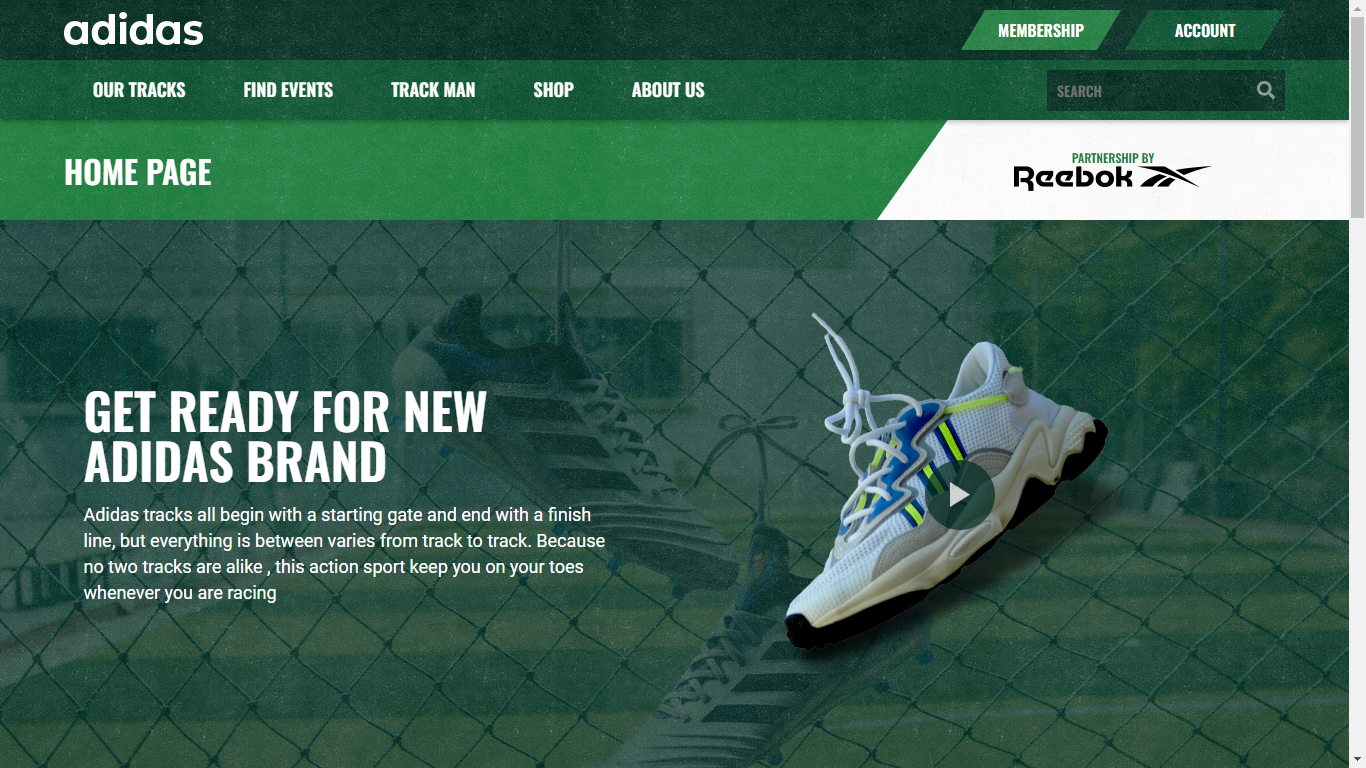 adidas
MEMBERSHIP
ACCOUNT
OUR TRACKS
FIND EVENTS
TRACK MAN
SHOP
ABOUT US
SEARCH
HOME PAGE
PARTNERSHIP BY
Reebok
GET READY FOR NEW
ADIDAS BRAND
Adidas tracks all begin with a starting gate and end with a finish
line, but everything is between varies from track to track. Because
no two tracks are alike , this action sport keep you on your toes
whenever you are racing